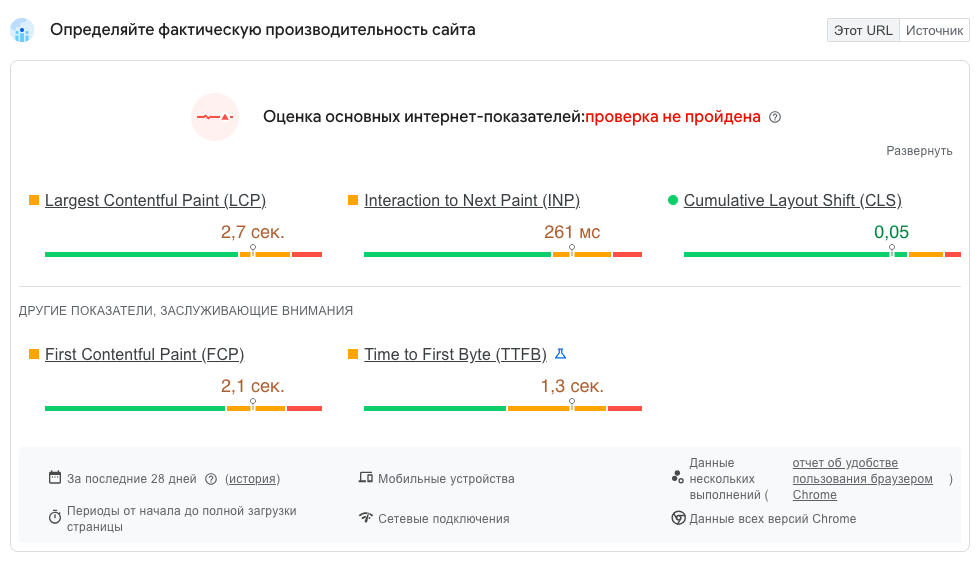 Определяйте фактическую производительность сайта
Этот URL
Источник
Оценка основных интернет-показателей:проверка не пройдена
Развернуть
Largest Contentful Paint (LCP)
2,7 сек.
Interaction to Next Paint (INP)
261 мс
Cumulative Layout Shift (CLS)
0,05
ДРУГИЕ ПОКАЗАТЕЛИ, ЗАСЛУЖИВАЮЩИЕ ВНИМАНИЯ
First Contentful Paint (FCP)
2,1 сек.
Time to First Byte (TTFB)
1,3 сек.
За последние 28 дней (история)
Мобильные устройства
Данные
нескольких
выполнений (
отчет об удобстве
пользования браузером
Chrome
)
Периоды от начала до полной загрузки
страницы
Сетевые подключения
Данные всех версий Chrome